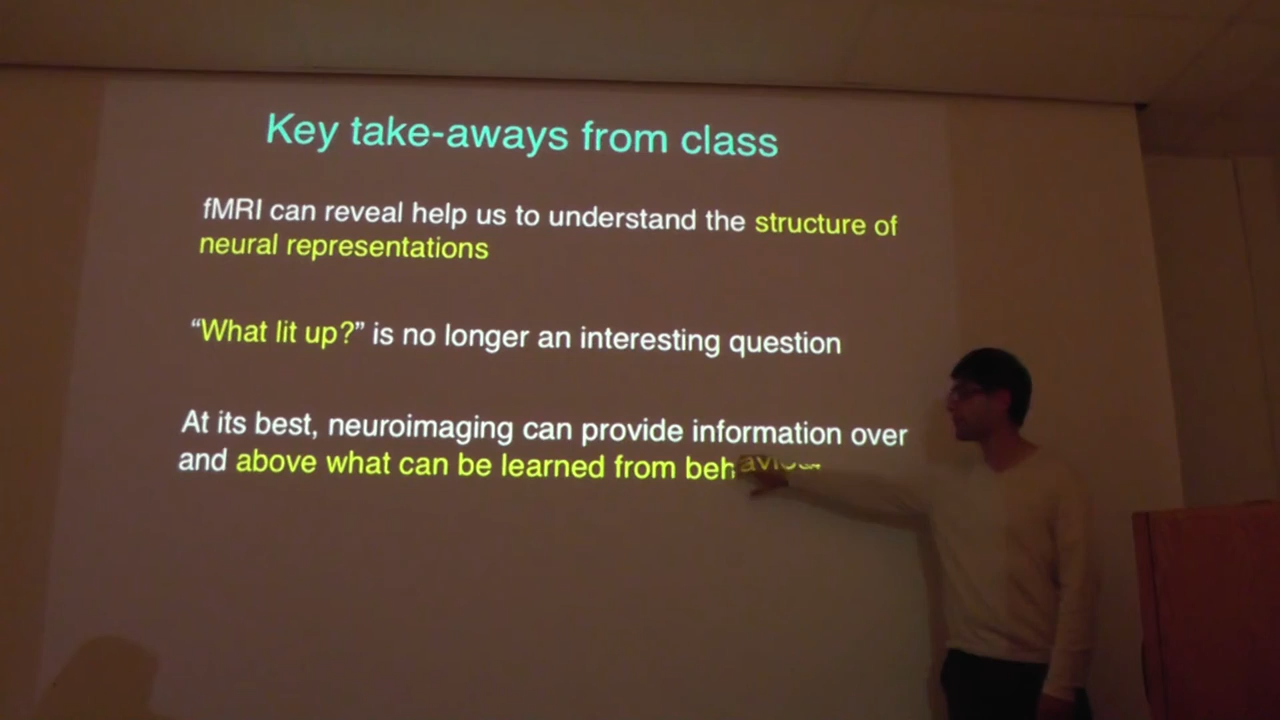 Key take-aways from class
fMRI can reveal help us to understand the structure of
neural representations
“What lit up?” is no longer an interesting question
At its best, neuroimaging can provide information over
and above what can be learned from behaviour